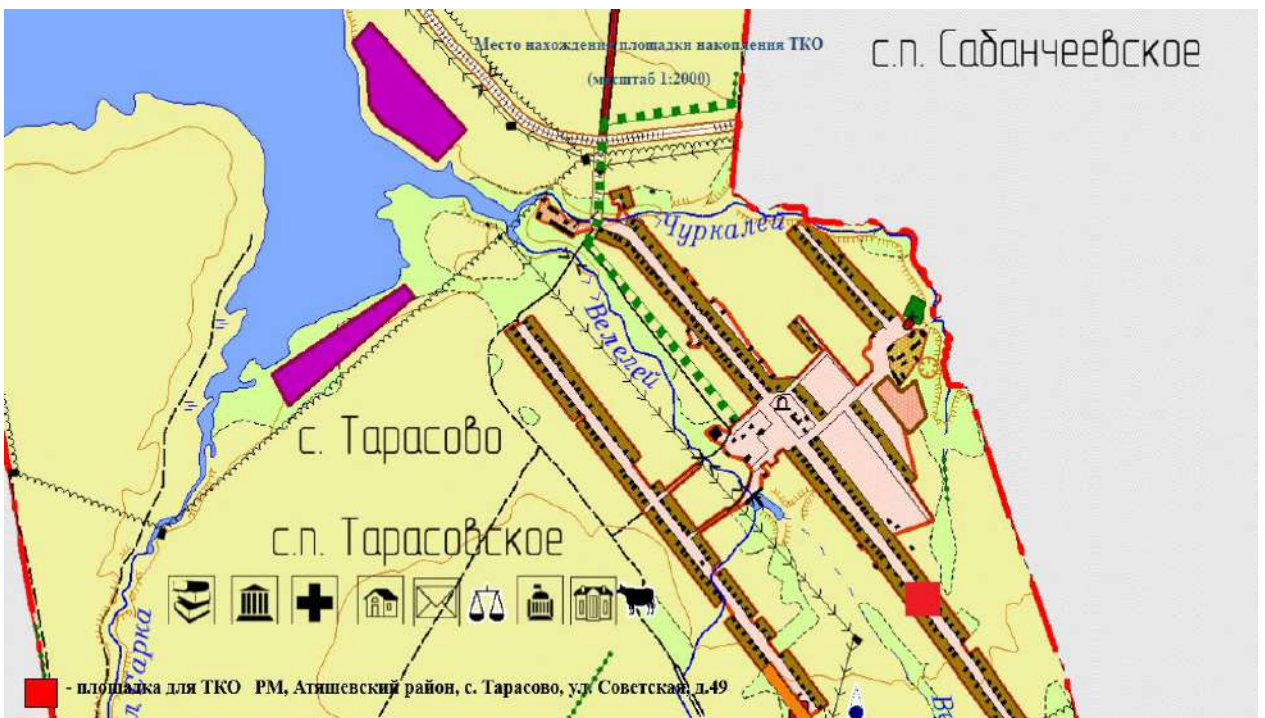 Место нахождения площадки накопления ТКО
с.п. Сабанчеевское
(масштаб 1:2000)
Чуркалей
Велелей
с. Тарасово
с.п. Тарасовское
- площадка для ТКО РМ, Атяшевский район, с. Тарасово, ул. Советская, д.49